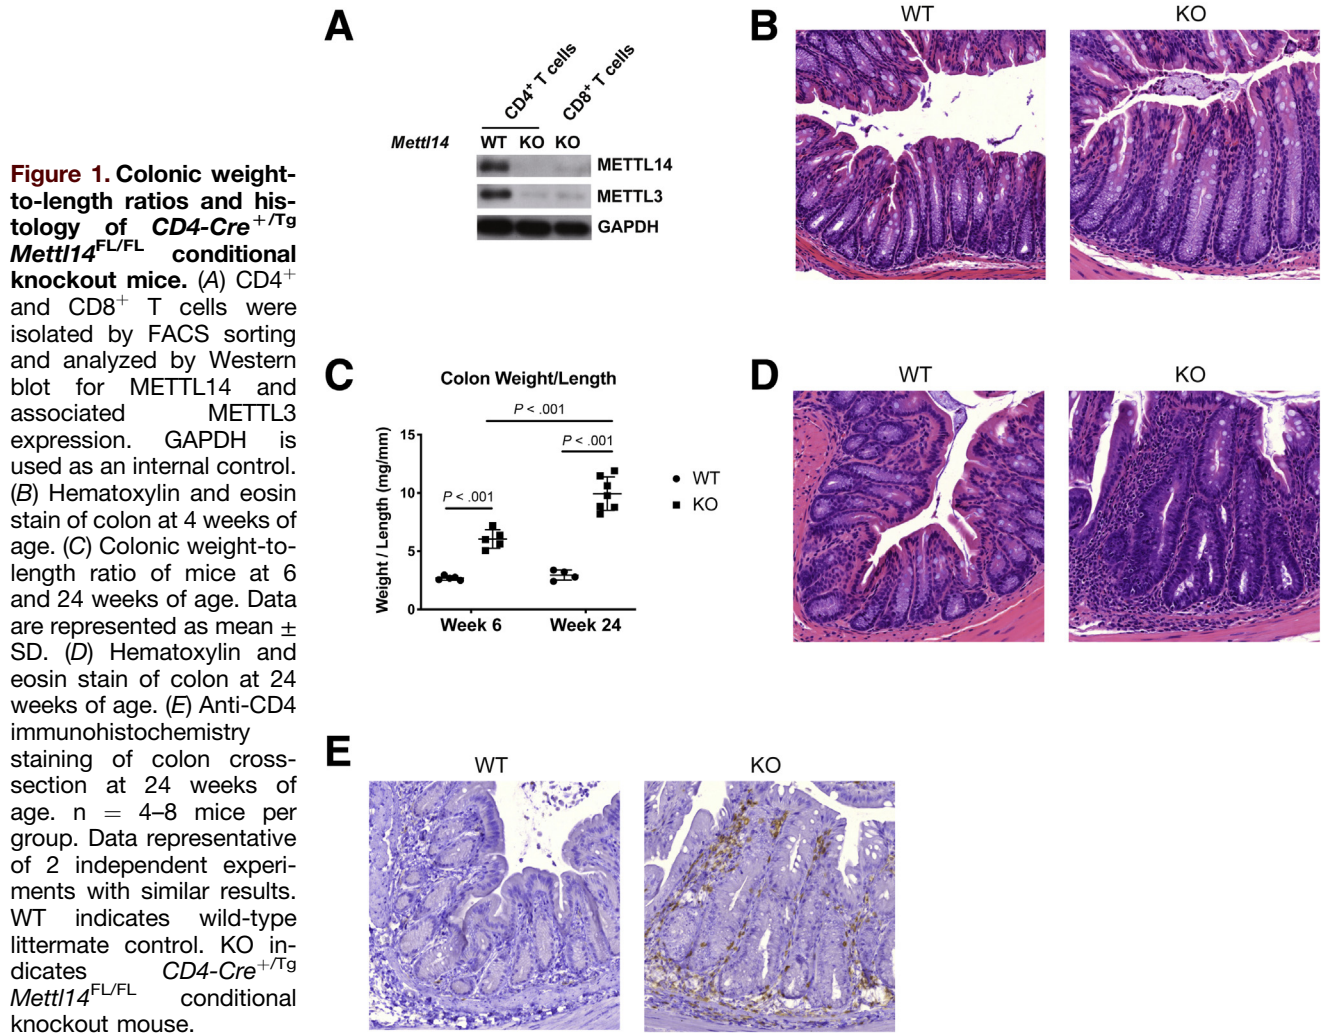 Figure 1. Colonic weight-
to-length ratios and his-
tology of CD4-Cre+/Tg
Mettl14FL/FL conditional
knockout mice. (A) CD4+
and CD8+ T cells were
isolated by FACS sorting
and analyzed by Western
blot for METTL14 and
associated METTL3
expression. GAPDH is
used as an internal control.
(B) Hematoxylin and eosin
stain of colon at 4 weeks of
age. (C) Colonic weight-to-
length ratio of mice at 6
and 24 weeks of age. Data
are represented as mean ±
SD. (D) Hematoxylin and
eosin stain of colon at 24
weeks of age. (E) Anti-CD4
immunohistochemistry
staining of colon cross-
section at 24 weeks of
age. n = 4–8 mice per
group. Data representative
of 2 independent experi-
ments with similar results.
WT indicates wild-type
littermate control. KO in-
dicates CD4-Cre+/Tg
Mettl14FL/FL conditional
knockout mouse.
A
CD4+ T cells
CD8+ T cells
Mettl14 WT KO KO
METTL14
METTL3
GAPDH
B
WT KO
C
Colon Weight/Length
P < .001
P < .001
P < .001
Weight / Length (mg/mm)
15
10
5
0
Week 6 Week 24
WT
KO
D
WT KO
E
WT KO